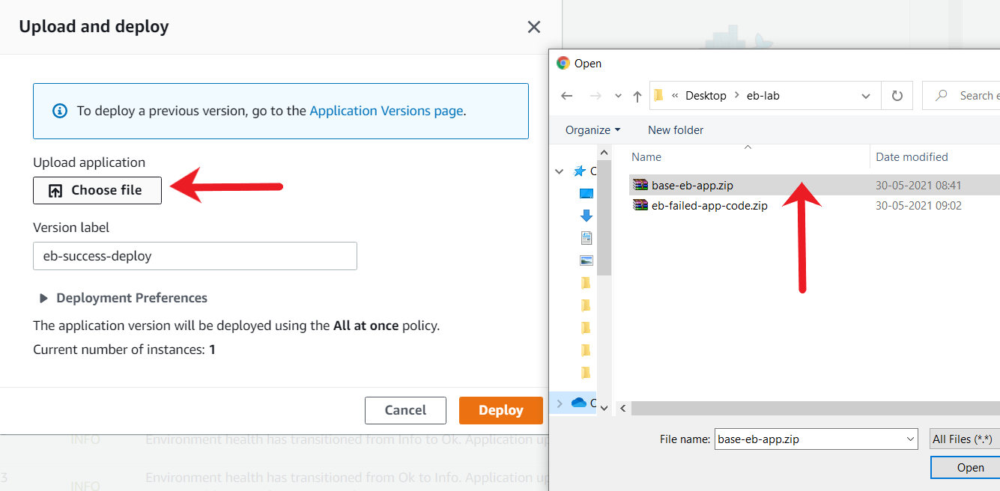 Upload and deploy
To deploy a previous version, go to the Application Versions page.
Upload application
Choose file
Version label
eb-success-deploy
Deployment Preferences
The application version will be deployed using the All at once policy.
Current number of instances: 1
Cancel
Deploy
INFO
Environment health has transitioned from Info to Ok. Application
3
INFO
Environment health has transitioned from Ok to Info. Application
Open
« Desktop > eb-lab
Search
Organize
New folder
Name
Date modified
base-eb-app.zip
30-05-2021 08:41
eb-failed-app-code.zip
30-05-2021 09:02
File name:
base-eb-app.zip
All Files (*.*)
Open